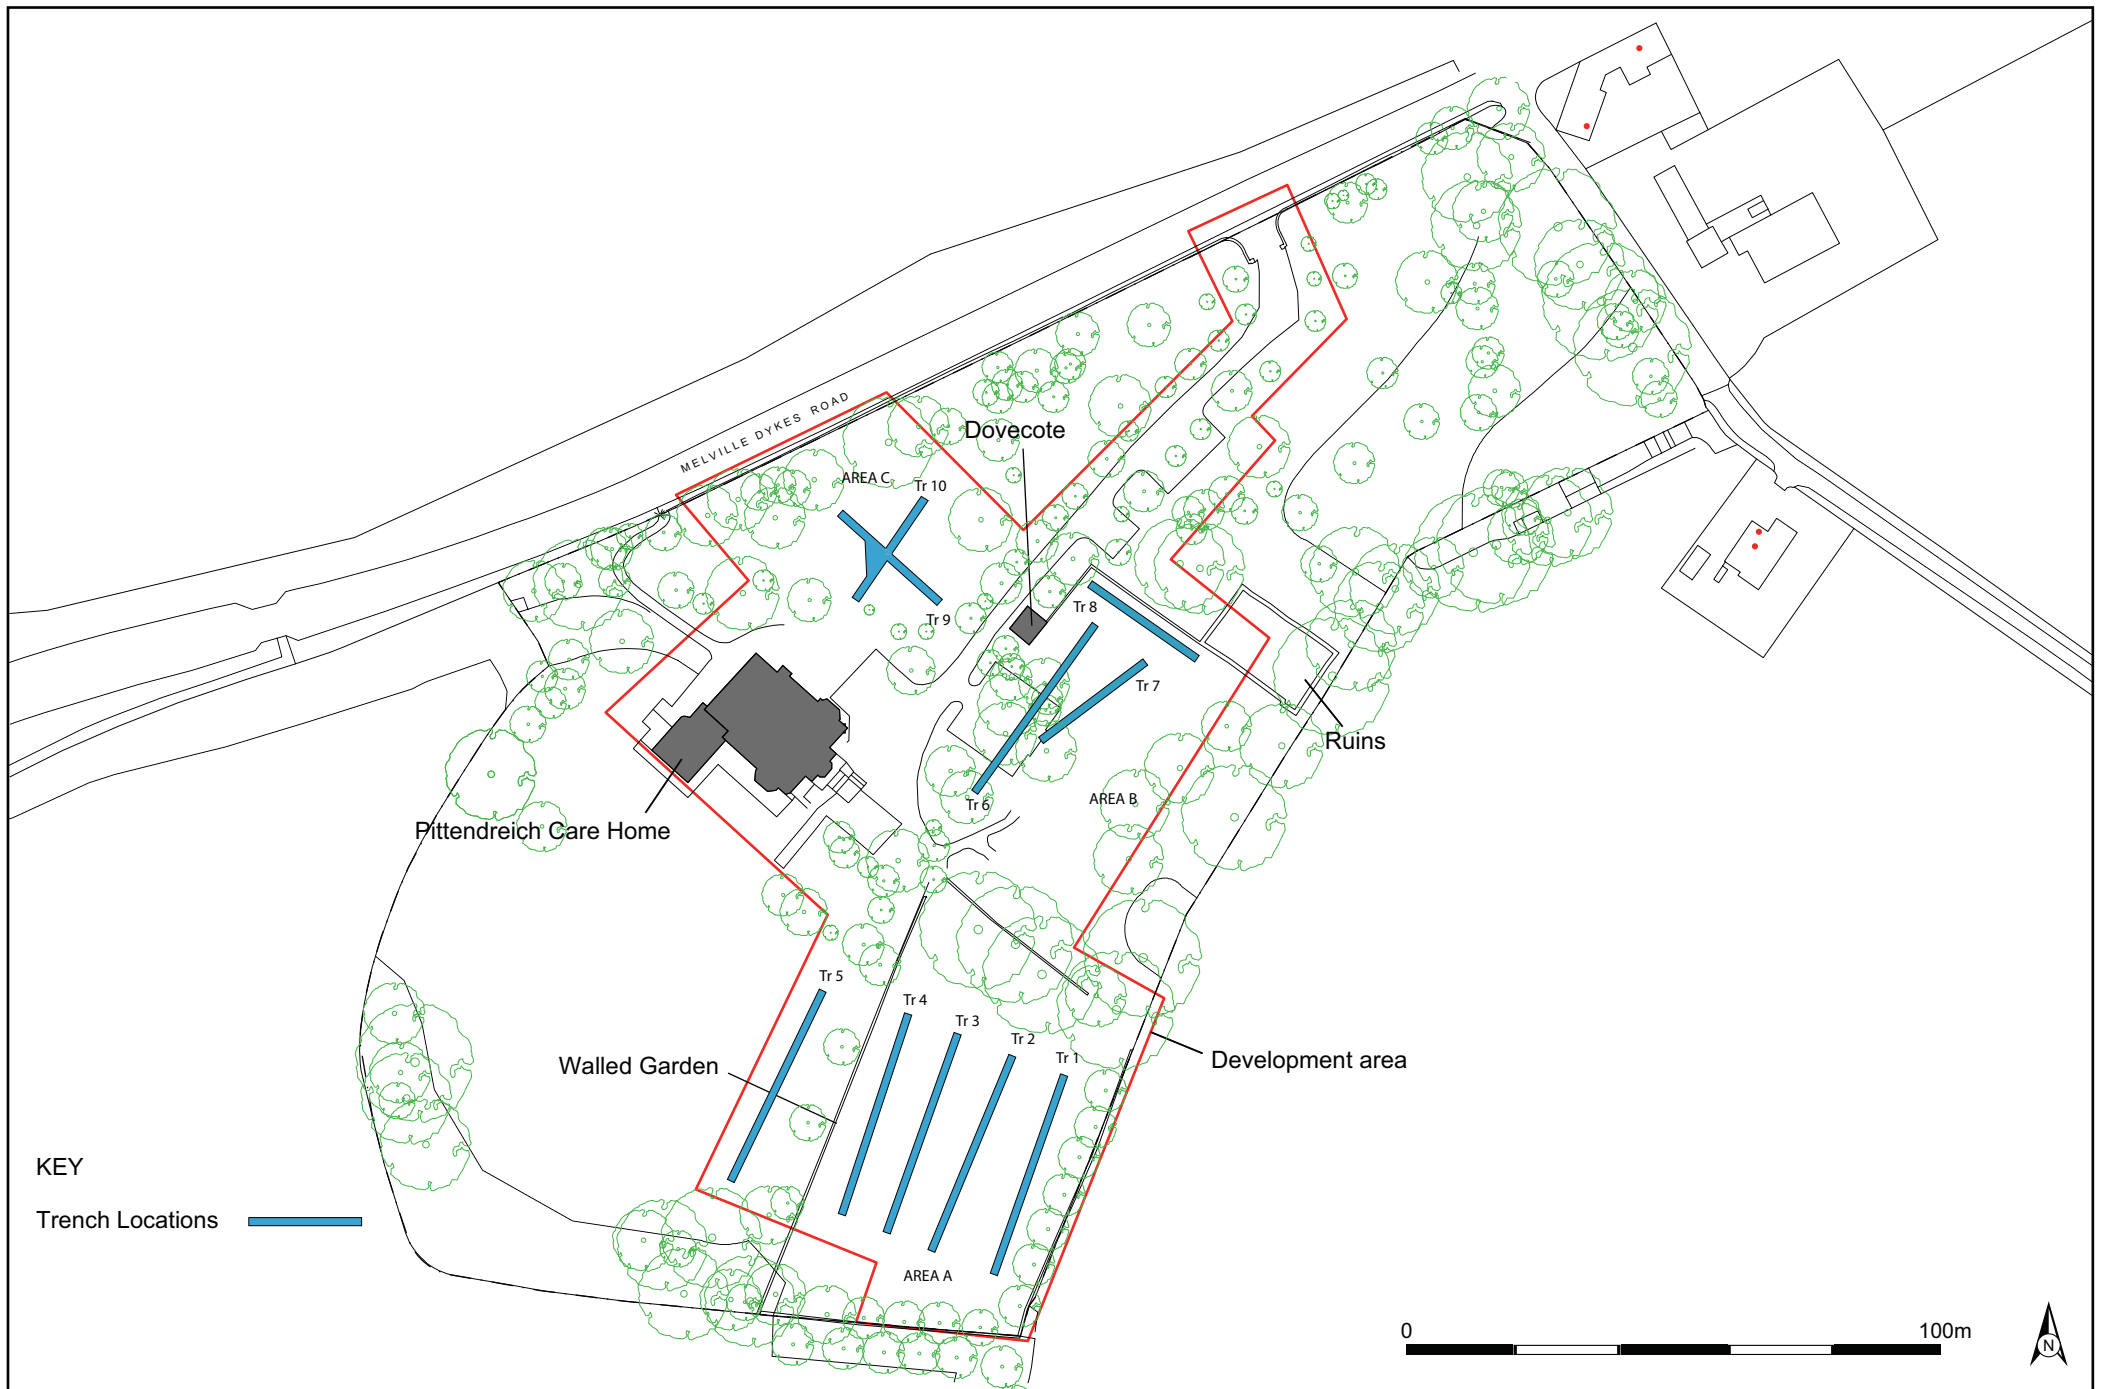 MELVILLE DYKES ROAD
Dovecote
AREA C
Tr 10
Tr 9
Tr 8
Tr 7
Ruins
Tr 6
AREA B
Pittendreich Care Home
Tr 5
Tr 4
Tr 3
Tr 2
Tr 1
Walled Garden
Development area
KEY
Trench Locations
AREA A
0 100m
N